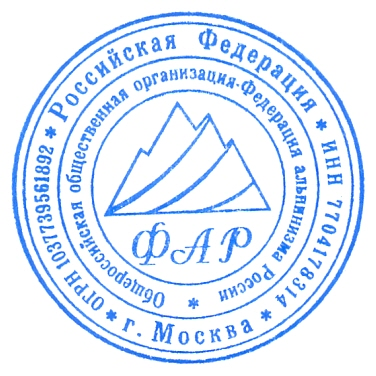 Российская Федерация * ИНН 7704178314 * г. Москва * ОГРН 1037739561892 *
Общероссийская общественная организация-Федерация альпинизма России *
ФАР